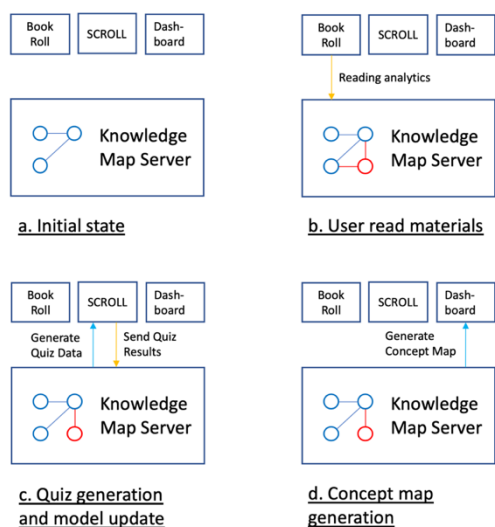 Book
Roll
SCROLL
Dash-
board
Knowledge
Map Server
a. Initial state
Book
Roll
SCROLL
Dash-
board
Reading analytics
Knowledge
Map Server
b. User read materials
Book
Roll
SCROLL
Dash-
board
Generate
Quiz Data
Send Quiz
Results
Knowledge
Map Server
c. Quiz generation
and model update
Book
Roll
SCROLL
Dash-
board
Generate
Concept Map
Knowledge
Map Server
d. Concept map
generation